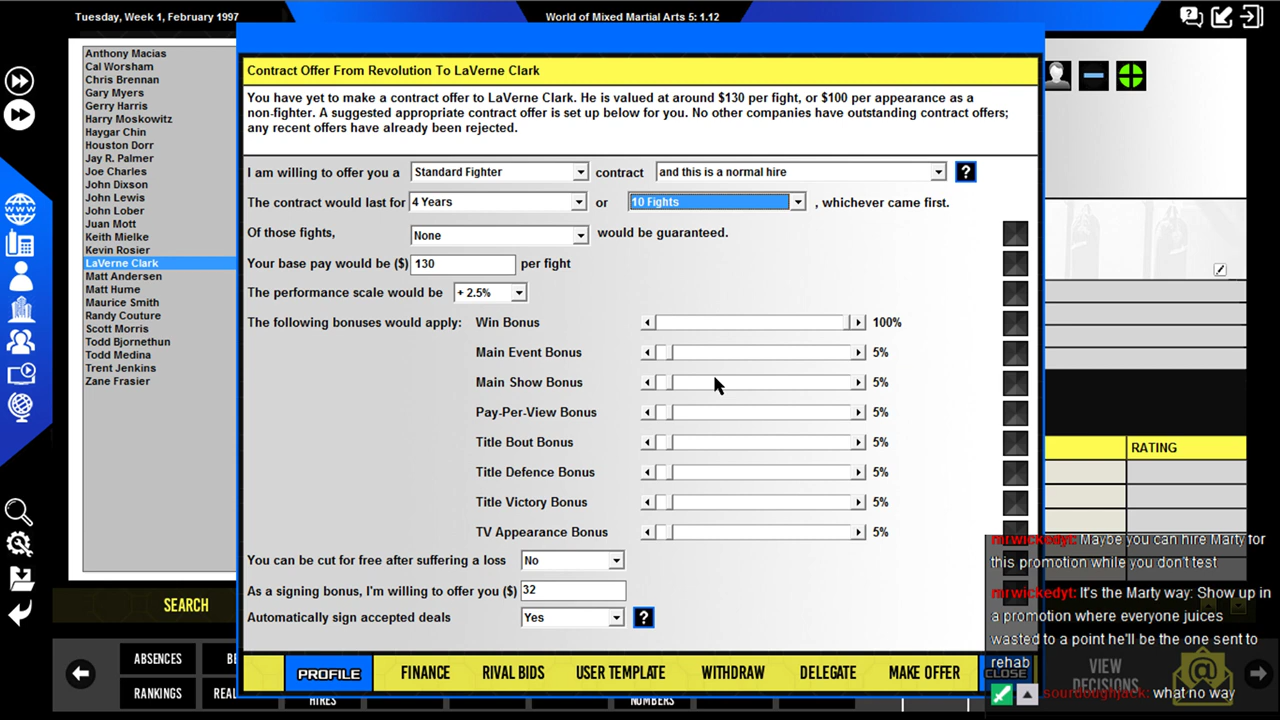 Tuesday, Week 1, February 1997
World of Mixed Martial Arts 5: 1.12
Anthony Macias
Cal Worsham
Chris Brennan
Gary Myers
Gerry Harris
Harry Moskowitz
Haygar Chin
Houston Dorr
Jay R. Palmer
Joe Charles
John Dixson
John Lewis
John Lober
Juan Mott
Keith Mielke
Kevin Rosier
LaVerne Clark
Matt Andersen
Matt Hume
Maurice Smith
Randy Couture
Scott Morris
Todd Bjornethun
Todd Medina
Trent Jenkins
Zane Frasier
Contract Offer From Revolution To LaVerne Clark
You have yet to make a contract offer to LaVerne Clark. He is valued at around $130 per fight, or $100 per appearance as a
non-fighter. A suggested appropriate contract offer is set up below for you. No other companies have outstanding contract offers;
any recent offers have already been rejected.
I am willing to offer you a Standard Fighter contract and this is a normal hire ?
The contract would last for 4 Years or 10 Fights , whichever came first.
Of those fights, None would be guaranteed.
Your base pay would be ($) 130 per fight
The performance scale would be + 2.5%
The following bonuses would apply: Win Bonus 100%
Main Event Bonus 5%
Main Show Bonus 5%
Pay-Per-View Bonus 5%
Title Bout Bonus 5%
Title Defence Bonus 5%
Title Victory Bonus 5%
TV Appearance Bonus 5%
You can be cut for free after suffering a loss No
As a signing bonus, I'm willing to offer you ($) 32
Automatically sign accepted deals Yes ?
PROFILE FINANCE RIVAL BIDS USER TEMPLATE WITHDRAW DELEGATE MAKE OFFER CLOSE
RATING
mrwickedyt: Maybe you can hire Marty for
this promotion while you don't test
mrwickedyt: It's the Marty way: Show up in
a promotion where everyone juices
wasted to a point he'll be the one sent to
rehab
sourdoughjack: what no way
SEARCH
ABSENCES
RANKINGS
HIRES
NUMBERS
VIEW
DECISIONS